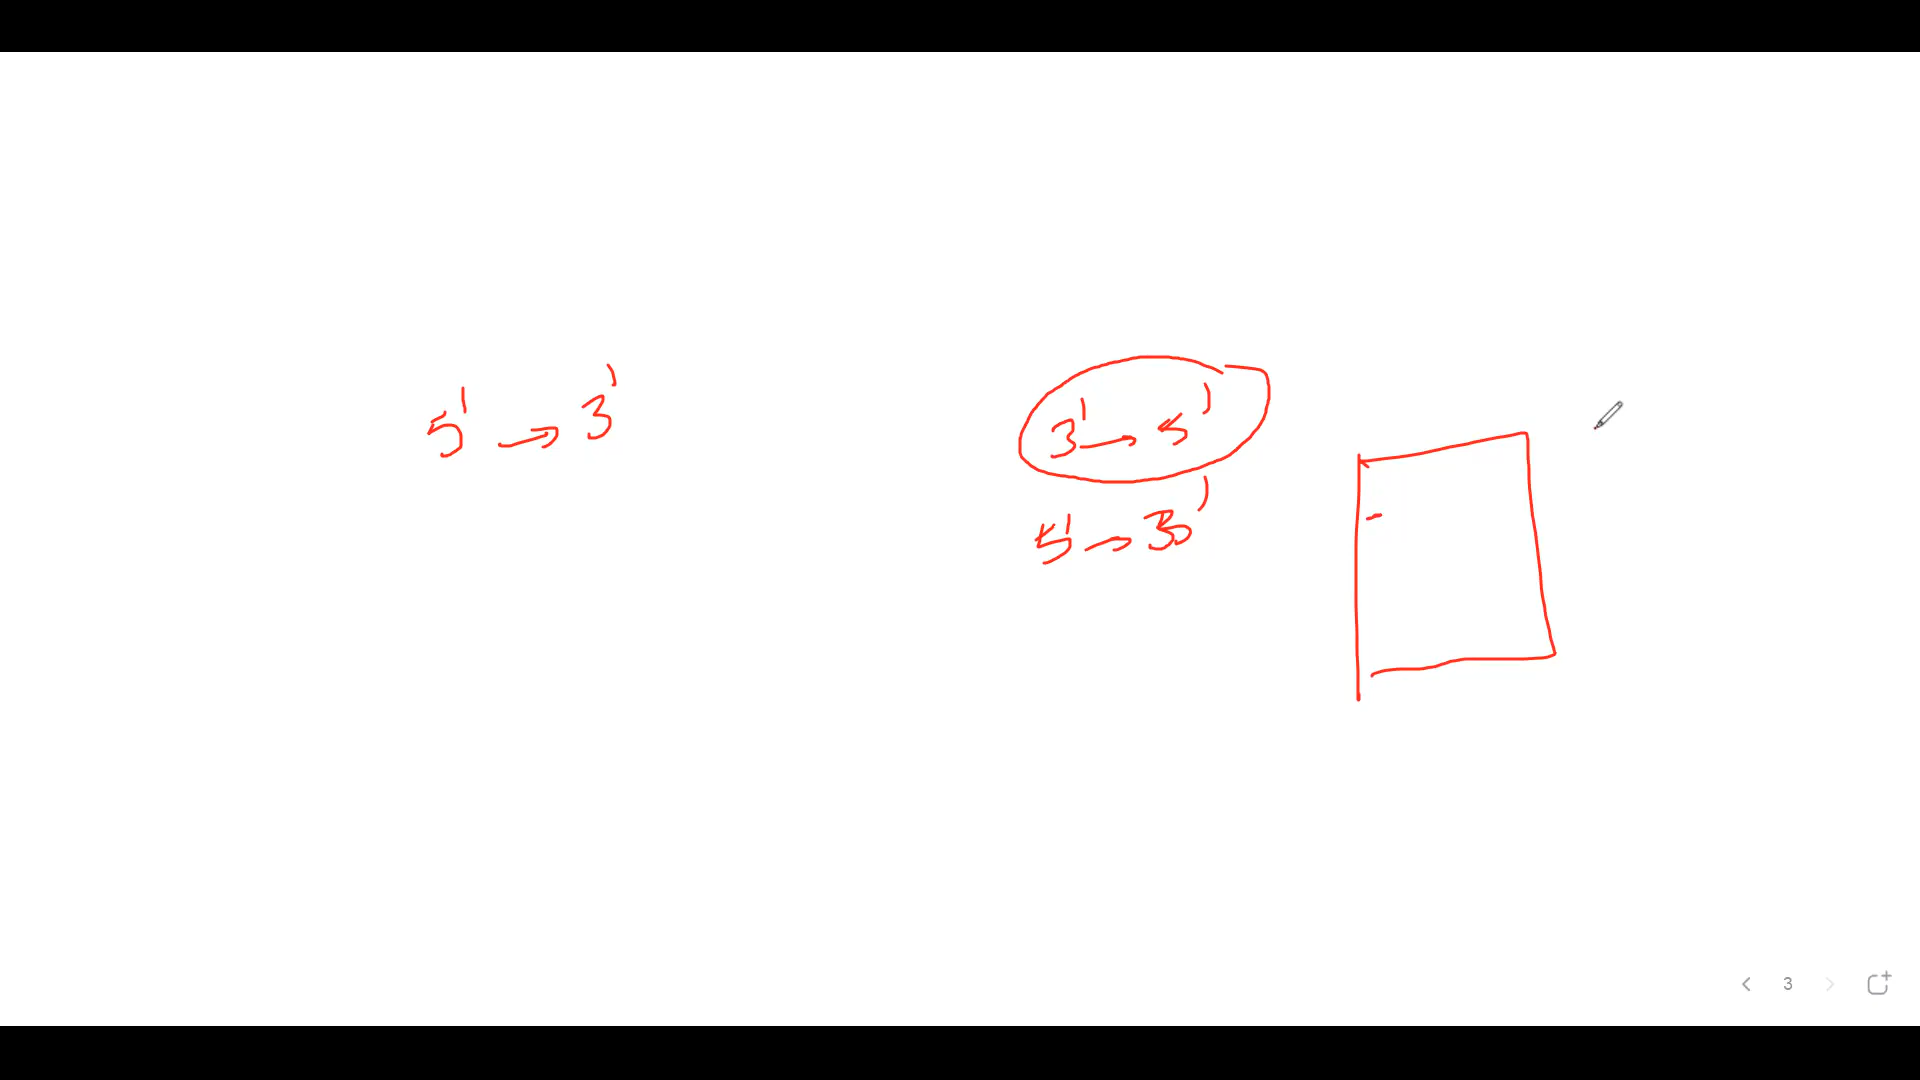 5' → 3'
3' → 5'
5' → 3'
3